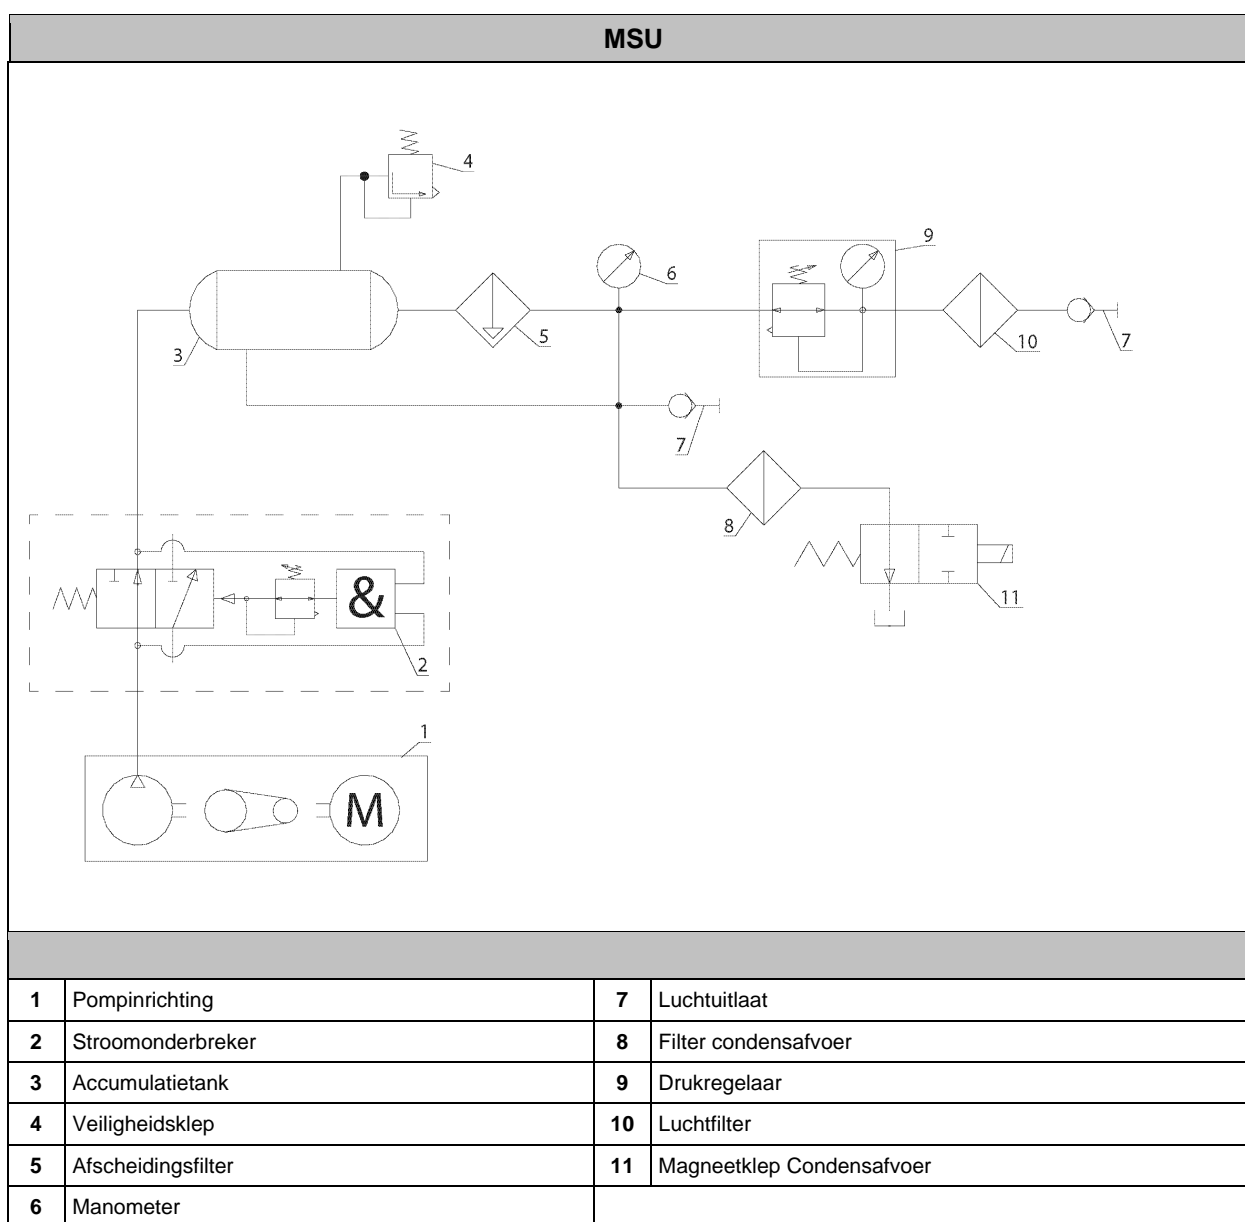 MSU
4
9
6
3
5
10
7
7
8
&
11
2
1
M
1 Pompinrichting 7 Luchtuitlaat
2 Stroomonderbreker 8 Filter condensafvoer
3 Accumulatietank 9 Drukregelaar
4 Veiligheidsklep 10 Luchtfilter
5 Afscheidingsfilter 11 Magneetklep Condensafvoer
6 Manometer